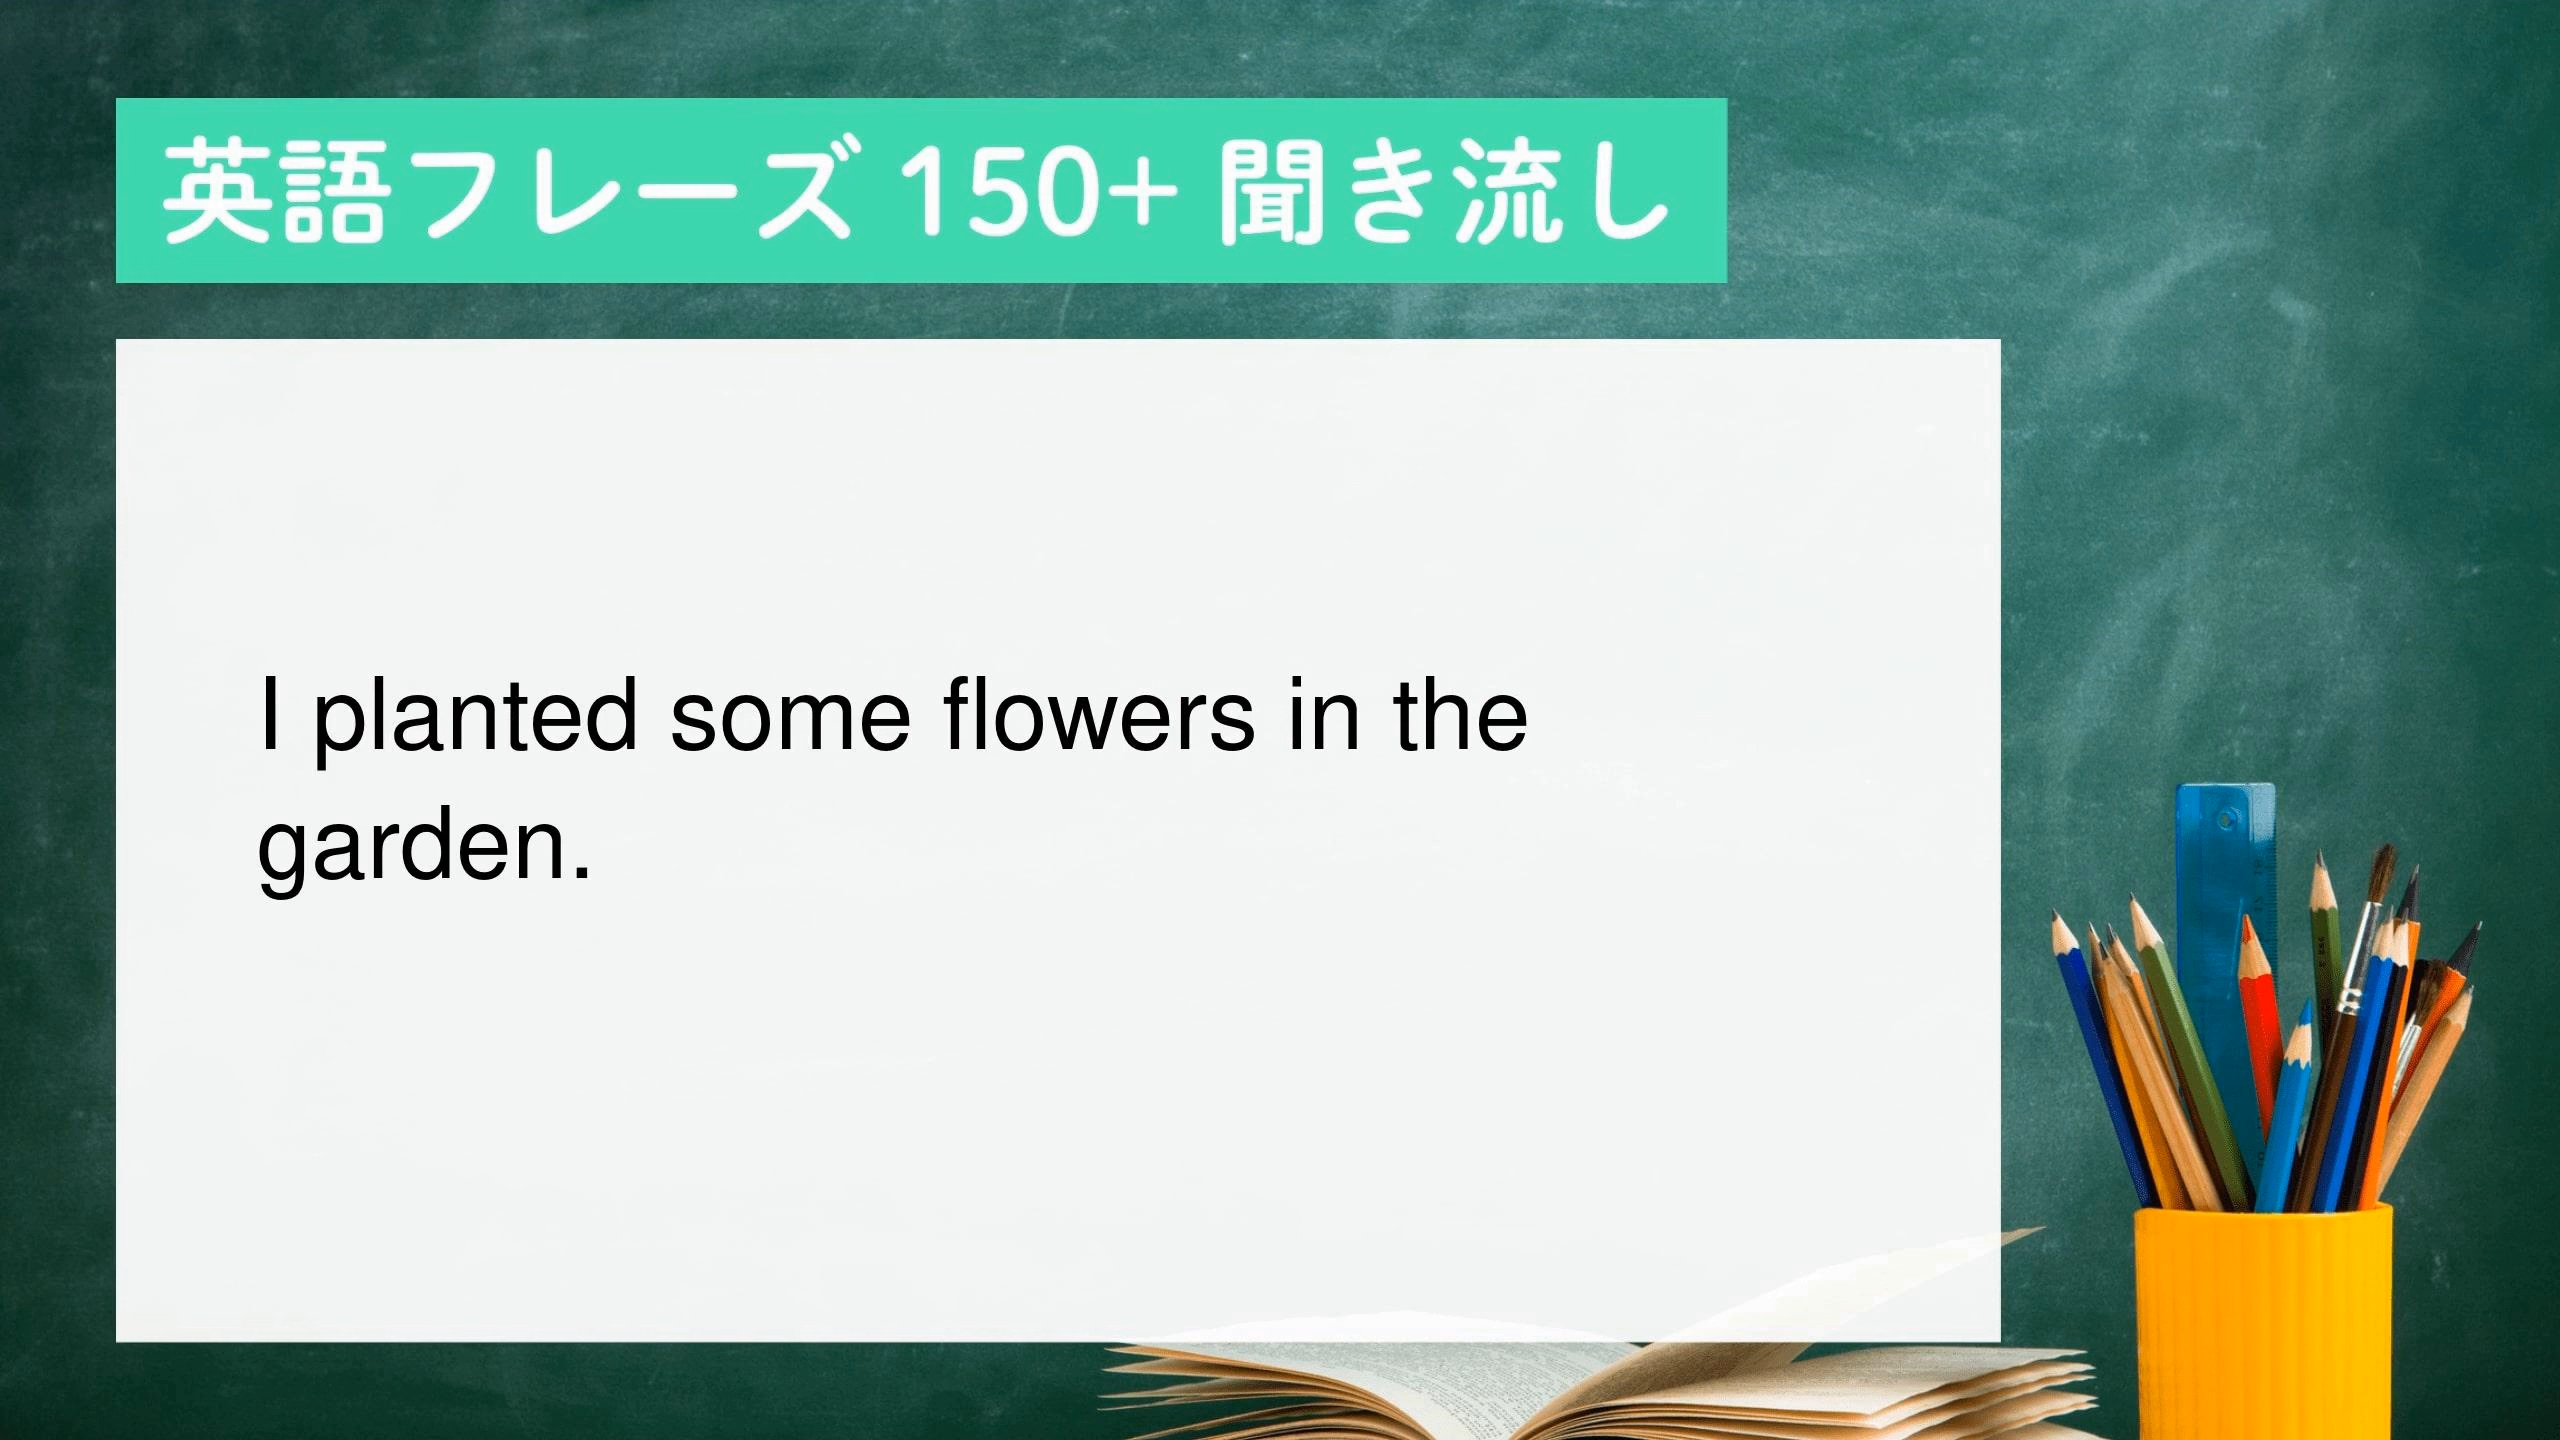 英語フレーズ 150+ 聞き流し
I planted some flowers in the
garden.